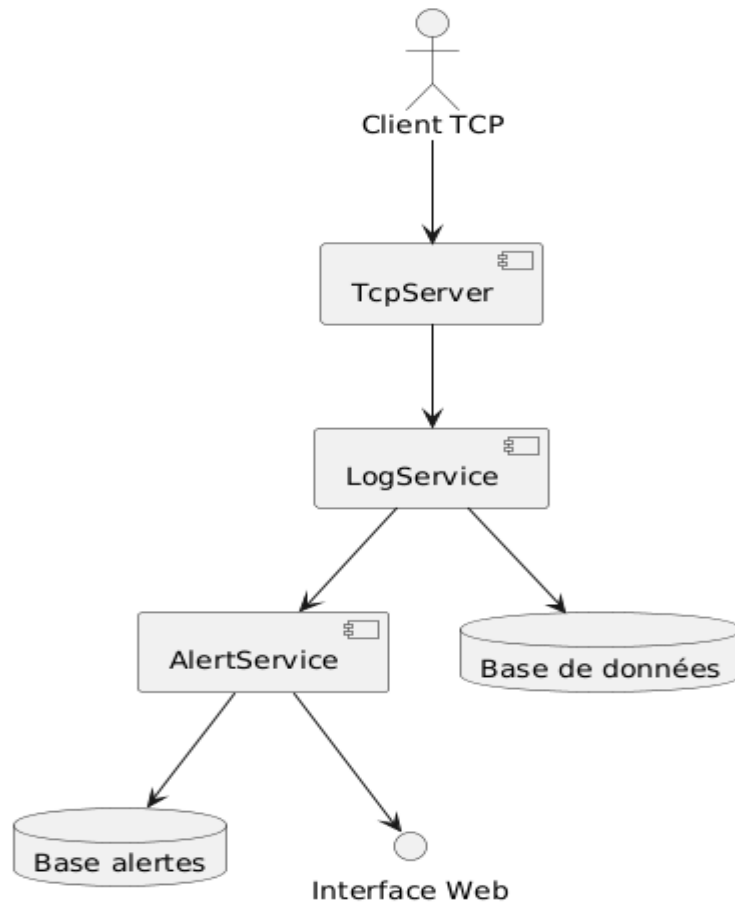 Client TCP
TcpServer
LogService
AlertService
Base de données
Base alertes
Interface Web